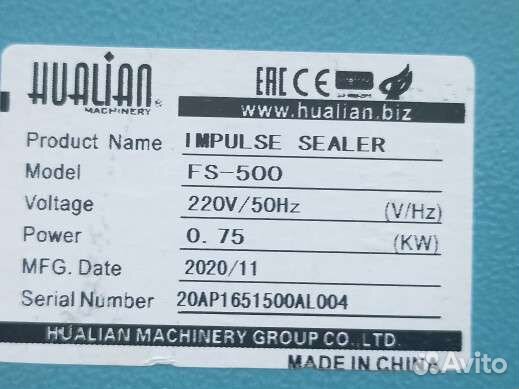 HUALIAN®
MACHINERY
EAC CE
www.hualian.biz
Product Name IMPULSE SEALER
Model FS-500
Voltage 220V/50Hz (V/Hz)
Power 0.75 (KW)
MFG. Date 2020/11
Serial Number 20AP1651500AL004
HUALIAN MACHINERY GROUP CO., LTD.
MADE IN CHINA
Avito